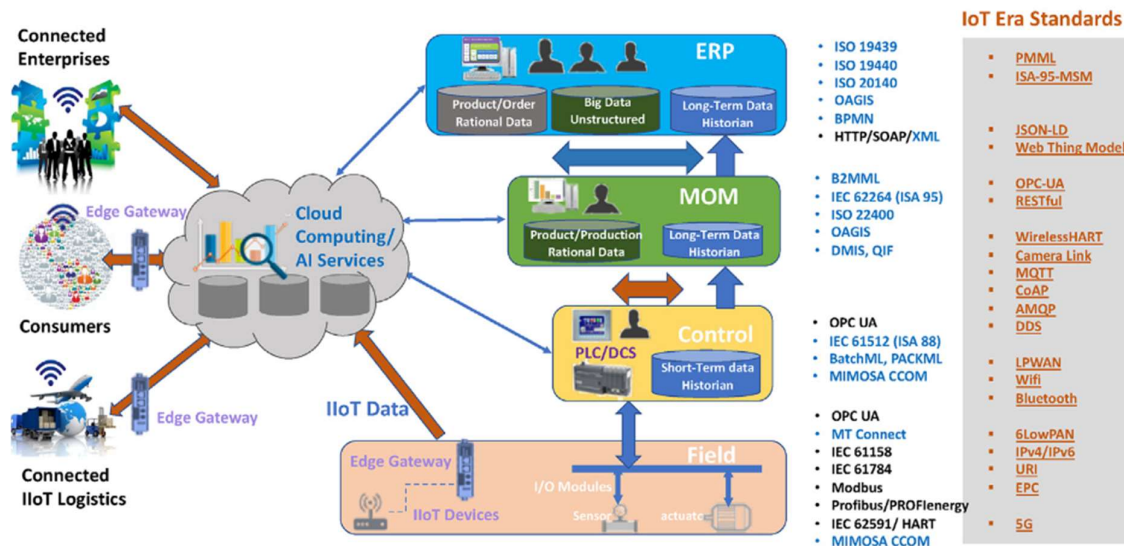 IoT Era Standards
Connected
Enterprises
Edge Gateway
Consumers
Edge Gateway
Connected
IIoT Logistics
Cloud
Computing/
AI Services
IIoT Data
ERP
Product/Order
Rational Data
Big Data
Unstructured
Long-Term Data
Historian
MOM
Product/Production
Rational Data
Long-Term Data
Historian
Control
PLC/DCS
Short-Term data
Historian
Field
Edge Gateway
IIoT Devices
I/O Modules
Sensor
actuato
• ISO 19439
• ISO 19440
• ISO 20140
• OAGIS
• BPMN
• HTTP/SOAP/XML
• B2MML
• IEC 62264 (ISA 95)
• ISO 22400
• OAGIS
• DMIS, QIF
• OPC UA
• IEC 61512 (ISA 88)
• BatchML, PACKML
• MIMOSA CCOM
• OPC UA
• MT Connect
• IEC 61158
• IEC 61784
• Modbus
• Profibus/PROFIenergy
• IEC 62591/ HART
• MIMOSA CCOM
▪ PMML
▪ ISA-95-MSM
▪ JSON-LD
▪ Web Thing Model
▪ OPC-UA
▪ RESTful
▪ WirelessHART
▪ Camera Link
▪ MQTT
▪ CoAP
▪ AMQP
▪ DDS
▪ LPWAN
▪ Wifi
▪ Bluetooth
▪ 6LowPAN
▪ IPv4/IPv6
▪ URI
▪ EPC
▪ 5G